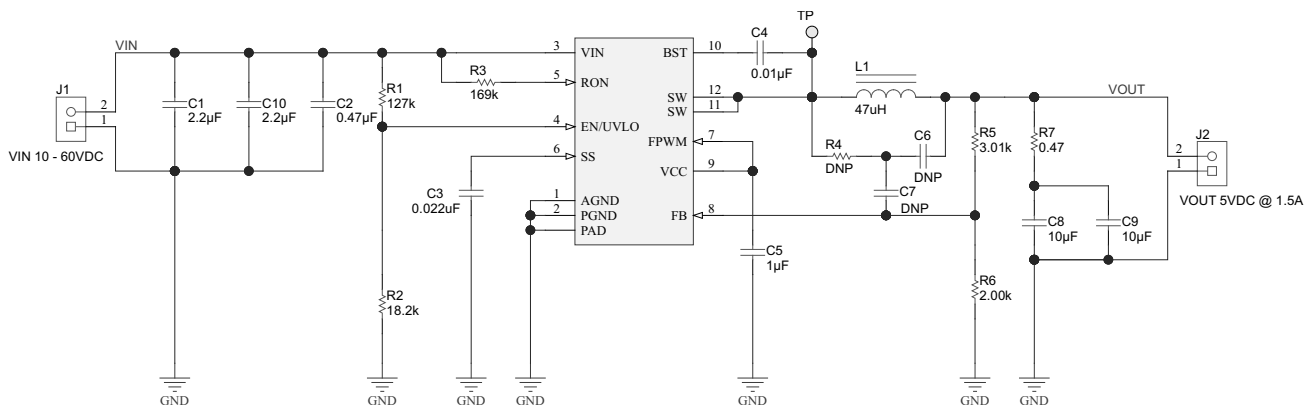 TP
VIN
3
VIN
BST
10
C4
0.01µF
J1
2
1
VIN 10 - 60VDC
C1
2.2µF
C10
2.2µF
C2
0.47µF
R1
127k
R3
169k
5
RON
12
SW
11
SW
L1
47uH
VOUT
4
EN/UVLO
FPWM
7
R4
DNP
C6
DNP
R5
3.01k
R7
0.47
J2
2
1
VOUT 5VDC @ 1.5A
6
SS
VCC
9
C3
0.022uF
C7
DNP
1
AGND
2
PGND
PAD
FB
8
C8
10µF
C9
10µF
C5
1µF
R2
18.2k
R6
2.00k
GND
GND
GND
GND
GND
GND
GND